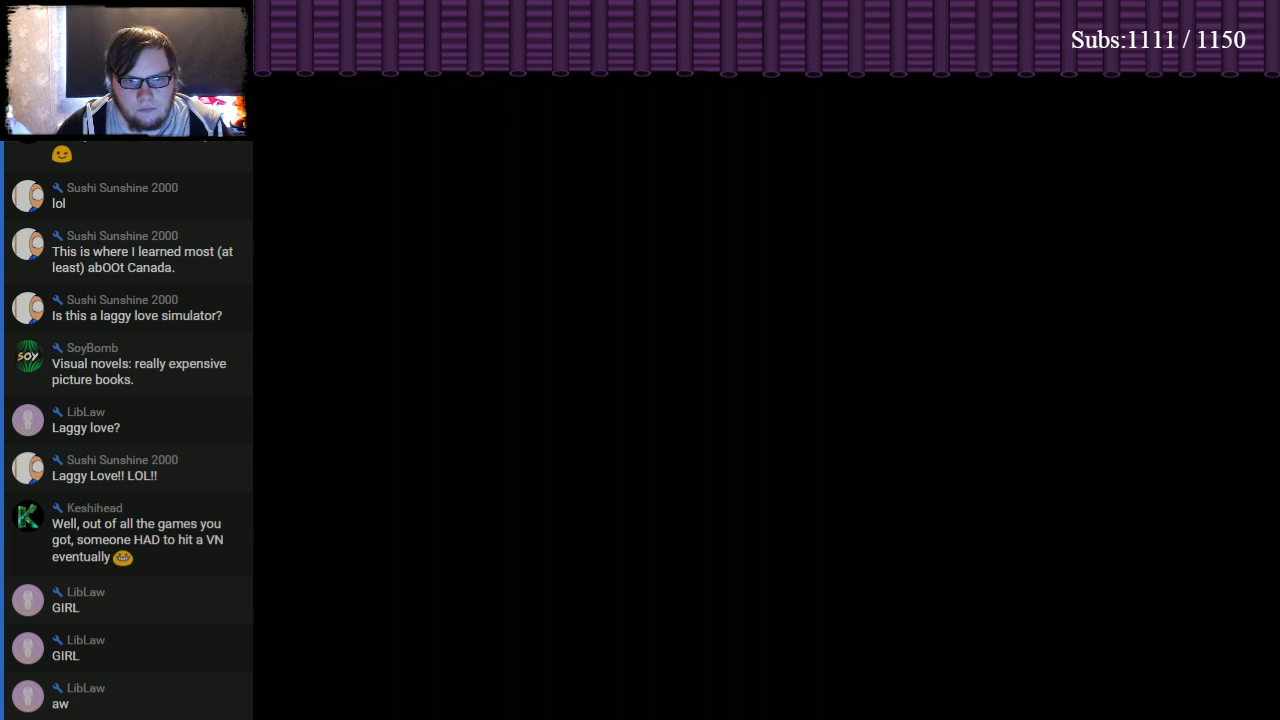 Subs:1111 / 1150
Sushi Sunshine 2000
lol
Sushi Sunshine 2000
This is where I learned most (at
least) abOOt Canada.
Sushi Sunshine 2000
Is this a laggy love simulator?
SOY
SoyBomb
Visual novels: really expensive
picture books.
LibLaw
Laggy love?
Sushi Sunshine 2000
Laggy Love!! LOL!!
K
Keshihead
Well, out of all the games you
got, someone HAD to hit a VN
eventually
LibLaw
GIRL
LibLaw
GIRL
LibLaw
aw